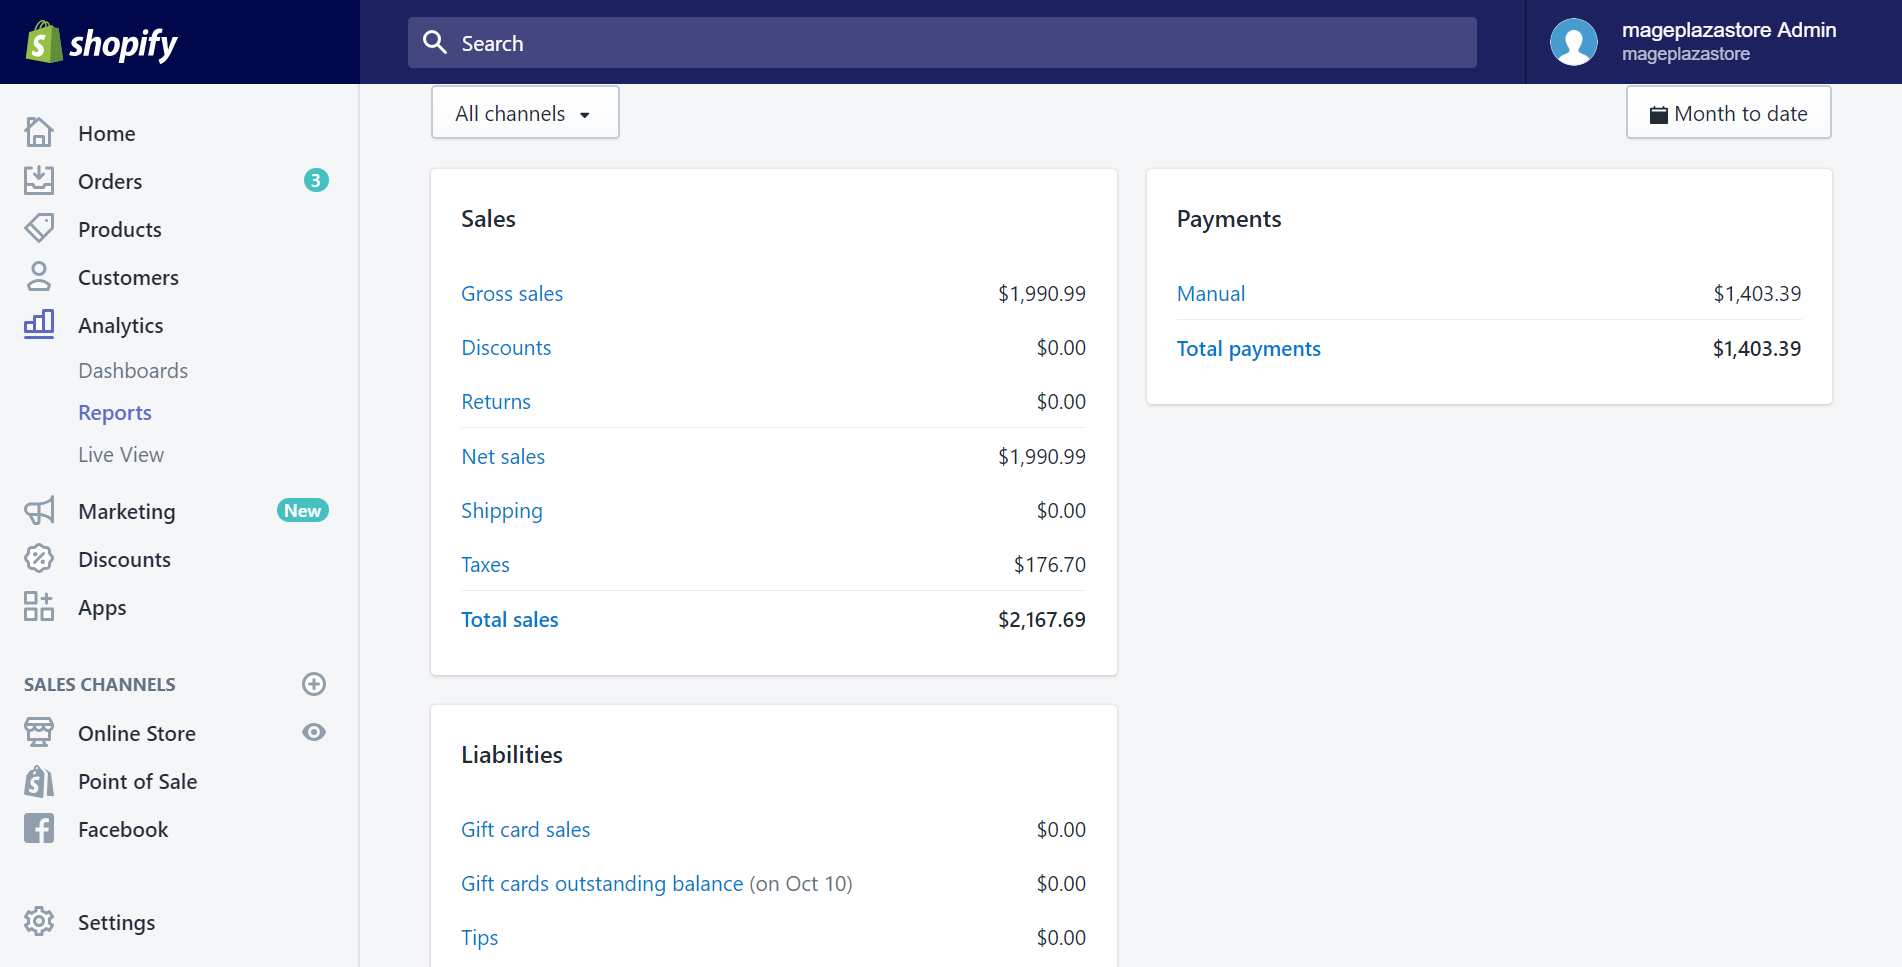 shopify
Search
mageplazastore Admin
mageplazastore
Home
Orders 3
Products
Customers
Analytics
Dashboards
Reports
Live View
Marketing New
Discounts
Apps
SALES CHANNELS
Online Store
Point of Sale
Facebook
Settings
All channels
Month to date
Sales
Gross sales $1,990.99
Discounts $0.00
Returns $0.00
Net sales $1,990.99
Shipping $0.00
Taxes $176.70
Total sales $2,167.69
Payments
Manual $1,403.39
Total payments $1,403.39
Liabilities
Gift card sales $0.00
Gift cards outstanding balance (on Oct 10) $0.00
Tips $0.00